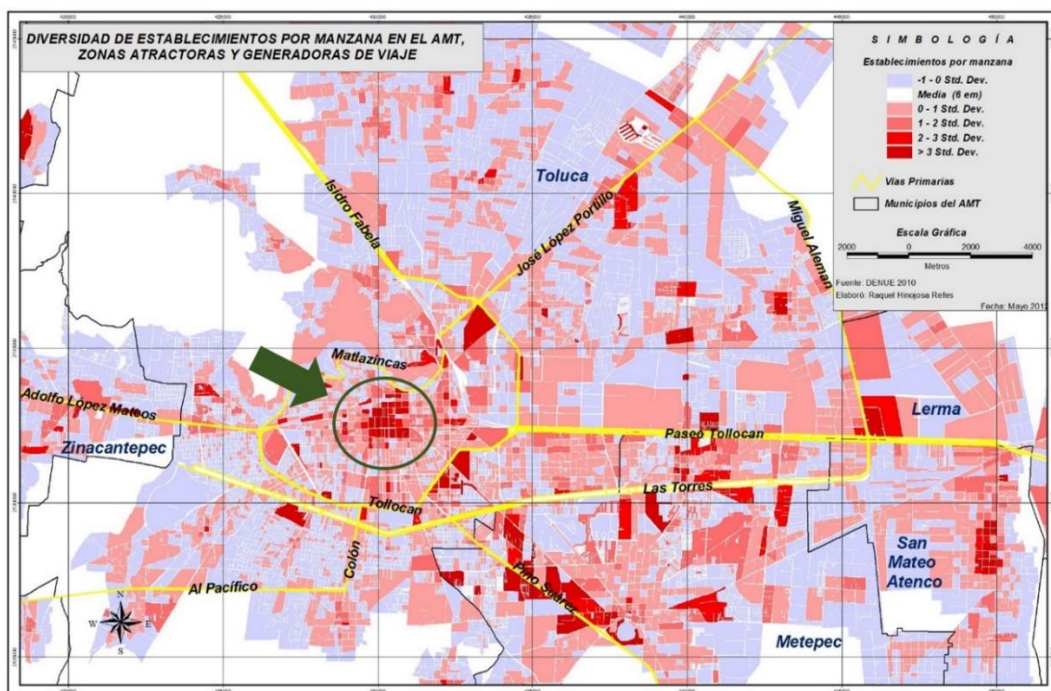 DIVERSIDAD DE ESTABLECIMIENTOS POR MANZANA EN EL AMT,
ZONAS ATRACTORAS Y GENERADORAS DE VIAJE
SIMBOLOGÍA
Establecimientos por manzana
-1 - 0 Std. Dev.
Media (6 em)
0 - 1 Std. Dev.
1 - 2 Std. Dev.
2 - 3 Std. Dev.
> 3 Std. Dev.
Vías Primarias
Municipios del AMT
Escala Gráfica
2000 0 2000 4000
Metros
Fuente: DENUE 2010
Elaboró: Raquel Hinojosa
Fecha: Mayo
Toluca
Isidro Fabela
José López Portillo
Miguel Aleman
Matlazincas
Adolfo López Mateos
Zinacantepec
Lerma
Paseo Tollocan
Las Torres
Tollocan
Colón
Pino Suárez
San
Mateo
Atenco
Al Pacífico
Metepec
N
W E
S